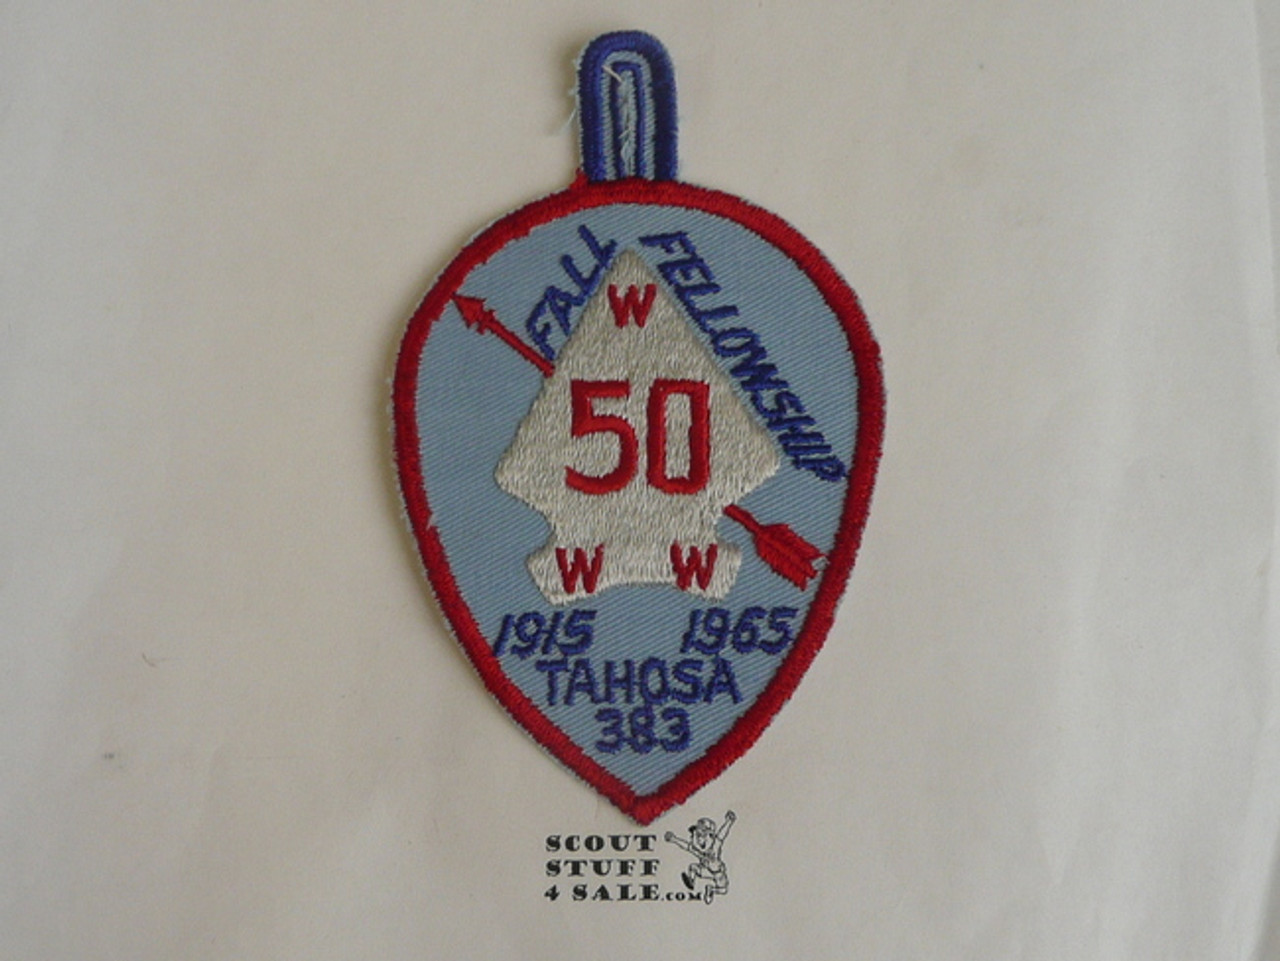 FALL FELLOWSHIP
W
50
W W
1915 1965
TAHOSA
383
SCOUT
STUFF
4 SALE.COM